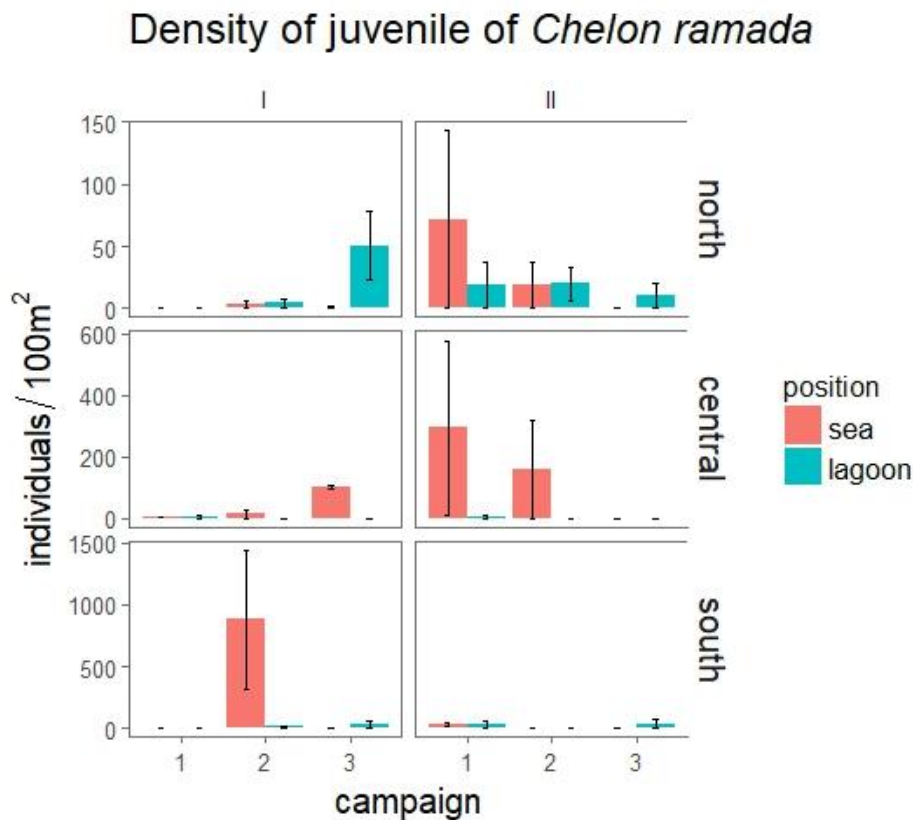 Density of juvenile of Chelon ramada
I II
150
100
50
0
north
600
400
200
0
central
1500
1000
500
0
south
individuals / 100m²
1 2 3 1 2 3
campaign
position
sea
lagoon